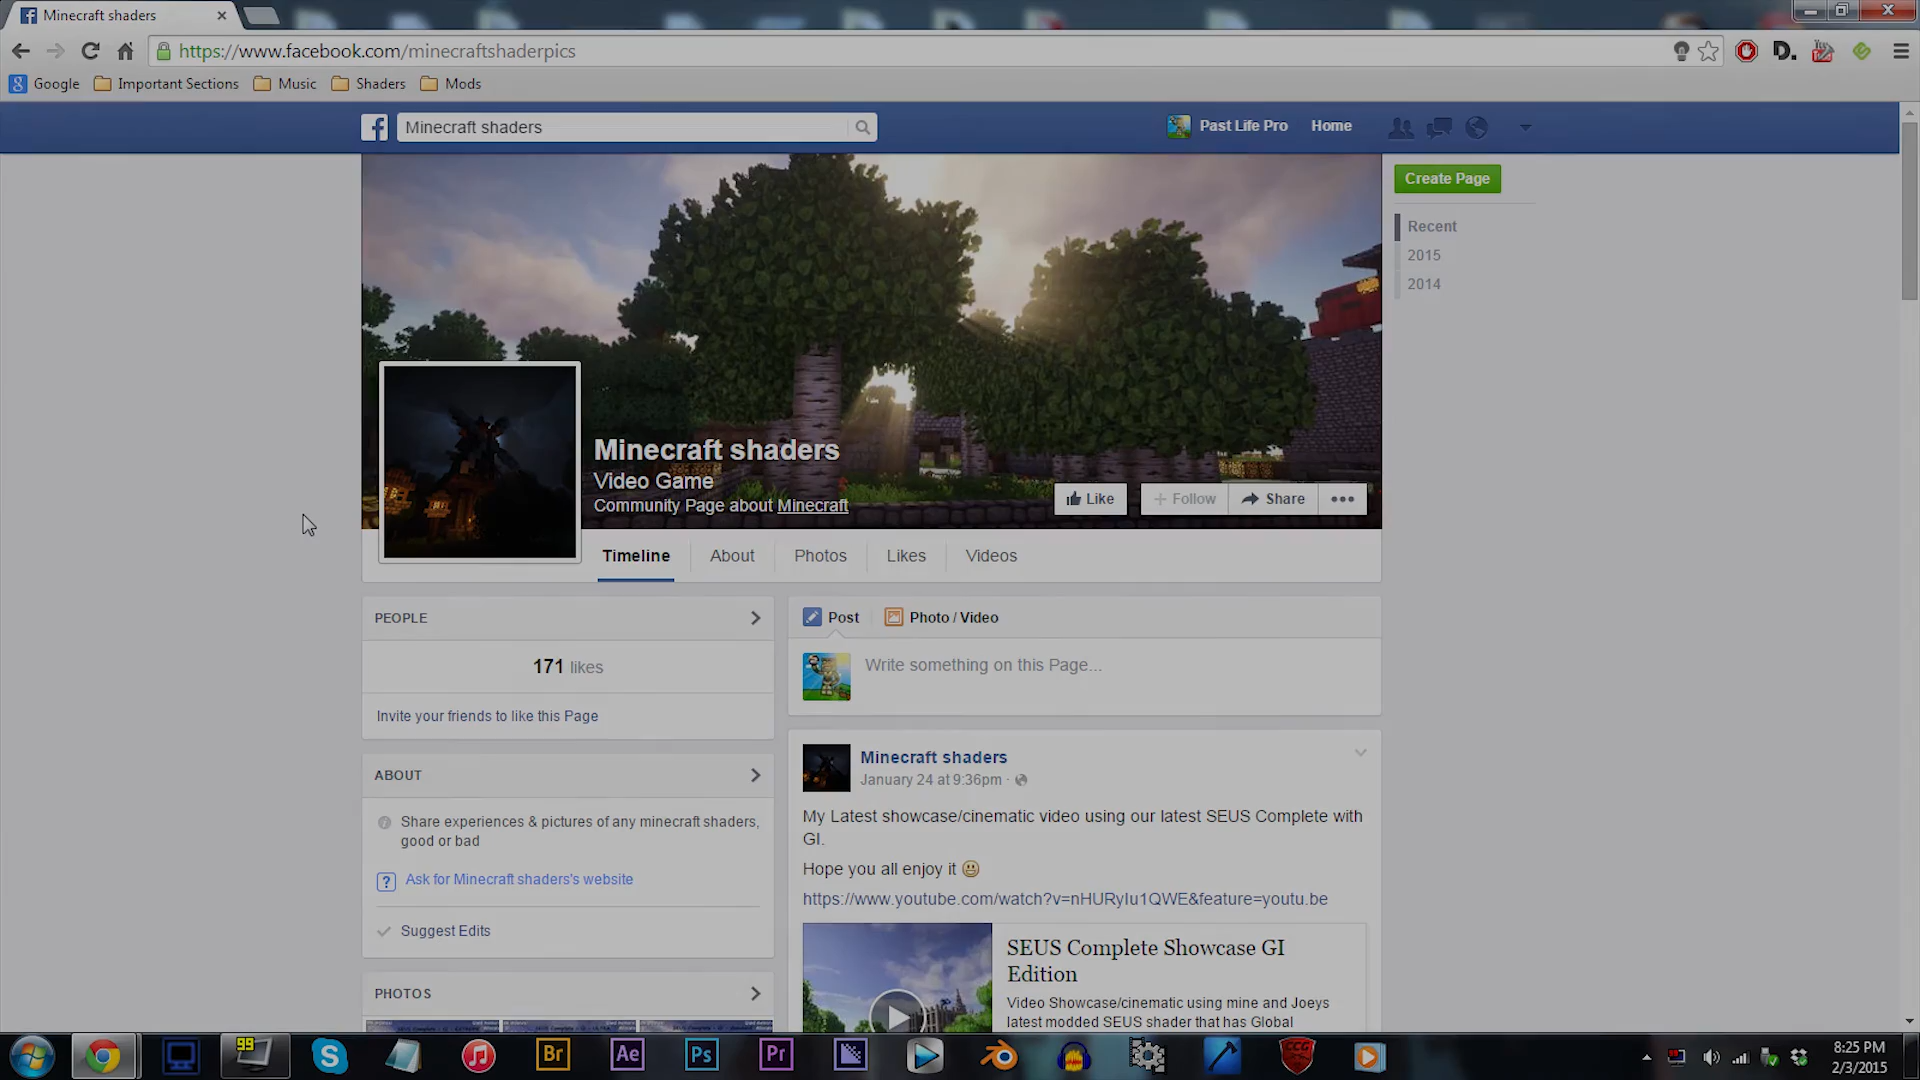 Minecraft shaders
https://www.facebook.com/minecraftshaderpics
Google
Important Sections
Music
Shaders
Mods
Minecraft shaders
Past Life Pro
Home
Create Page
Recent
2015
2014
Minecraft shaders
Video Game
Community Page about Minecraft
Like
+ Follow
Share
Timeline
About
Photos
Likes
Videos
PEOPLE
171 likes
Invite your friends to like this Page
ABOUT
Share experiences & pictures of any minecraft shaders,
good or bad
Ask for Minecraft shaders's website
Suggest Edits
PHOTOS
Post
Photo / Video
Write something on this Page...
Minecraft shaders
January 24 at 9:36pm ·
My Latest showcase/cinematic video using our latest SEUS Complete with
GI.
Hope you all enjoy it
https://www.youtube.com/watch?v=nHURyIu1QWE&feature=youtu.be
SEUS Complete Showcase GI
Edition
Video Showcase/cinematic using mine and Joeys
latest modded SEUS shader that has Global
99
Br
Ae
Ps
Pr
8:25 PM
2/3/2015